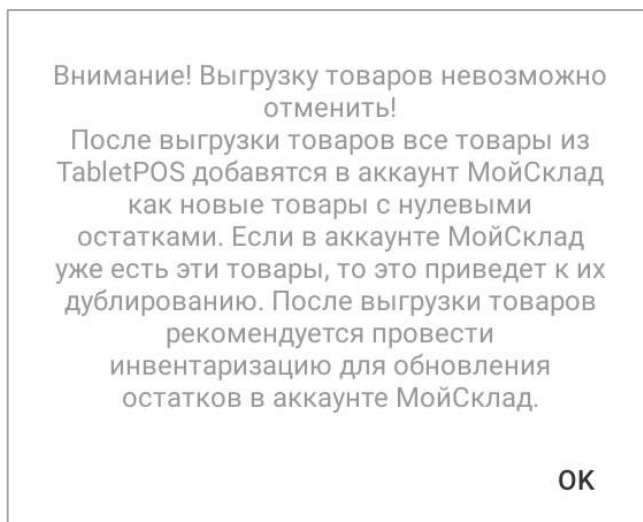 Внимание! Выгрузку товаров невозможно
отменить!
После выгрузки товаров все товары из
TabletPOS добавятся в аккаунт МойСклад
как новые товары с нулевыми
остатками. Если в аккаунте МойСклад
уже есть эти товары, то это приведет к их
дублированию. После выгрузки товаров
рекомендуется провести
инвентаризацию для обновления
остатков в аккаунте МойСклад.
ОК